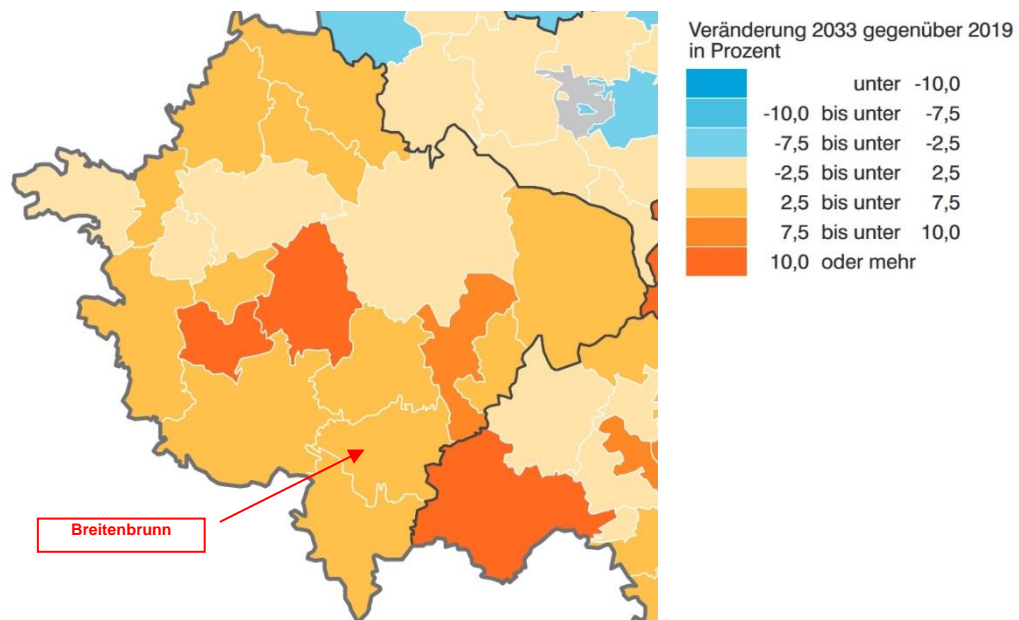 Veränderung 2033 gegenüber 2019
in Prozent
unter -10,0
-10,0 bis unter -7,5
-7,5 bis unter -2,5
-2,5 bis unter 2,5
2,5 bis unter 7,5
7,5 bis unter 10,0
10,0 oder mehr
Breitenbrunn